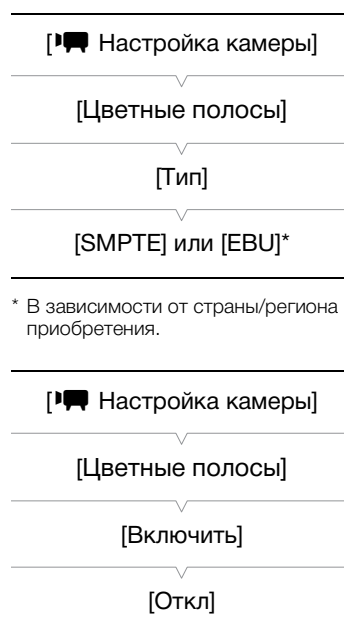 [ Настройка камеры]
[Цветные полосы]
[Тип]
[SMPTE] или [EBU]*
* В зависимости от страны/региона
приобретения.
[ Настройка камеры]
[Цветные полосы]
[Включить]
[Откл]